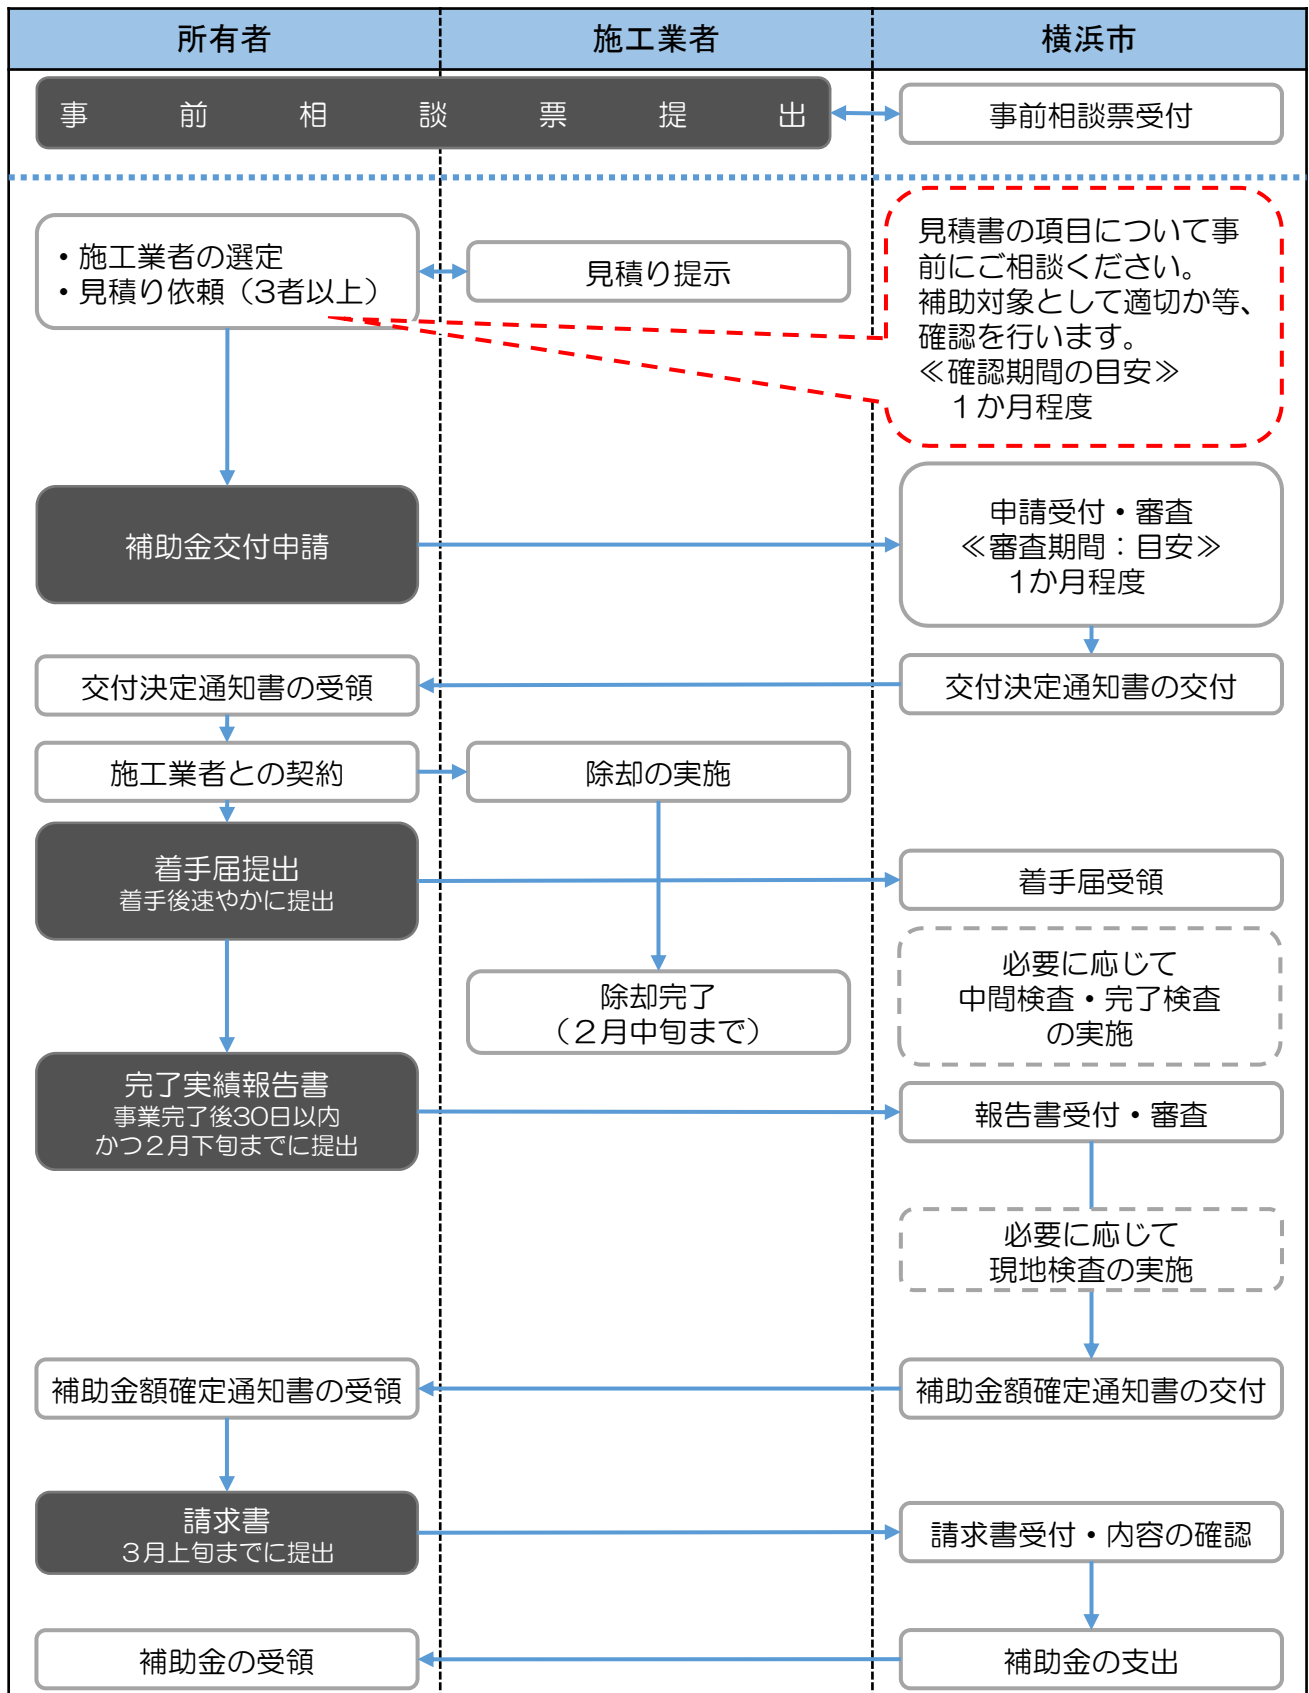 所有者
施工業者
横浜市
事前相談票提出
事前相談票受付
・施工業者の選定
・見積り依頼（3者以上）
見積り提示
見積書の項目について事
前にご相談ください。
補助対象として適切か等、
確認を行います。
≪確認期間の目安≫
１か月程度
補助金交付申請
申請受付・審査
≪審査期間：目安≫
1か月程度
交付決定通知書の受領
交付決定通知書の交付
施工業者との契約
除却の実施
着手届提出
着手後速やかに提出
着手届受領
必要に応じて
中間検査・完了検査
の実施
除却完了
（２月中旬まで）
完了実績報告書
事業完了後30日以内
かつ２月下旬までに提出
報告書受付・審査
必要に応じて
現地検査の実施
補助金額確定通知書の受領
補助金額確定通知書の交付
請求書
３月上旬までに提出
請求書受付・内容の確認
補助金の受領
補助金の支出